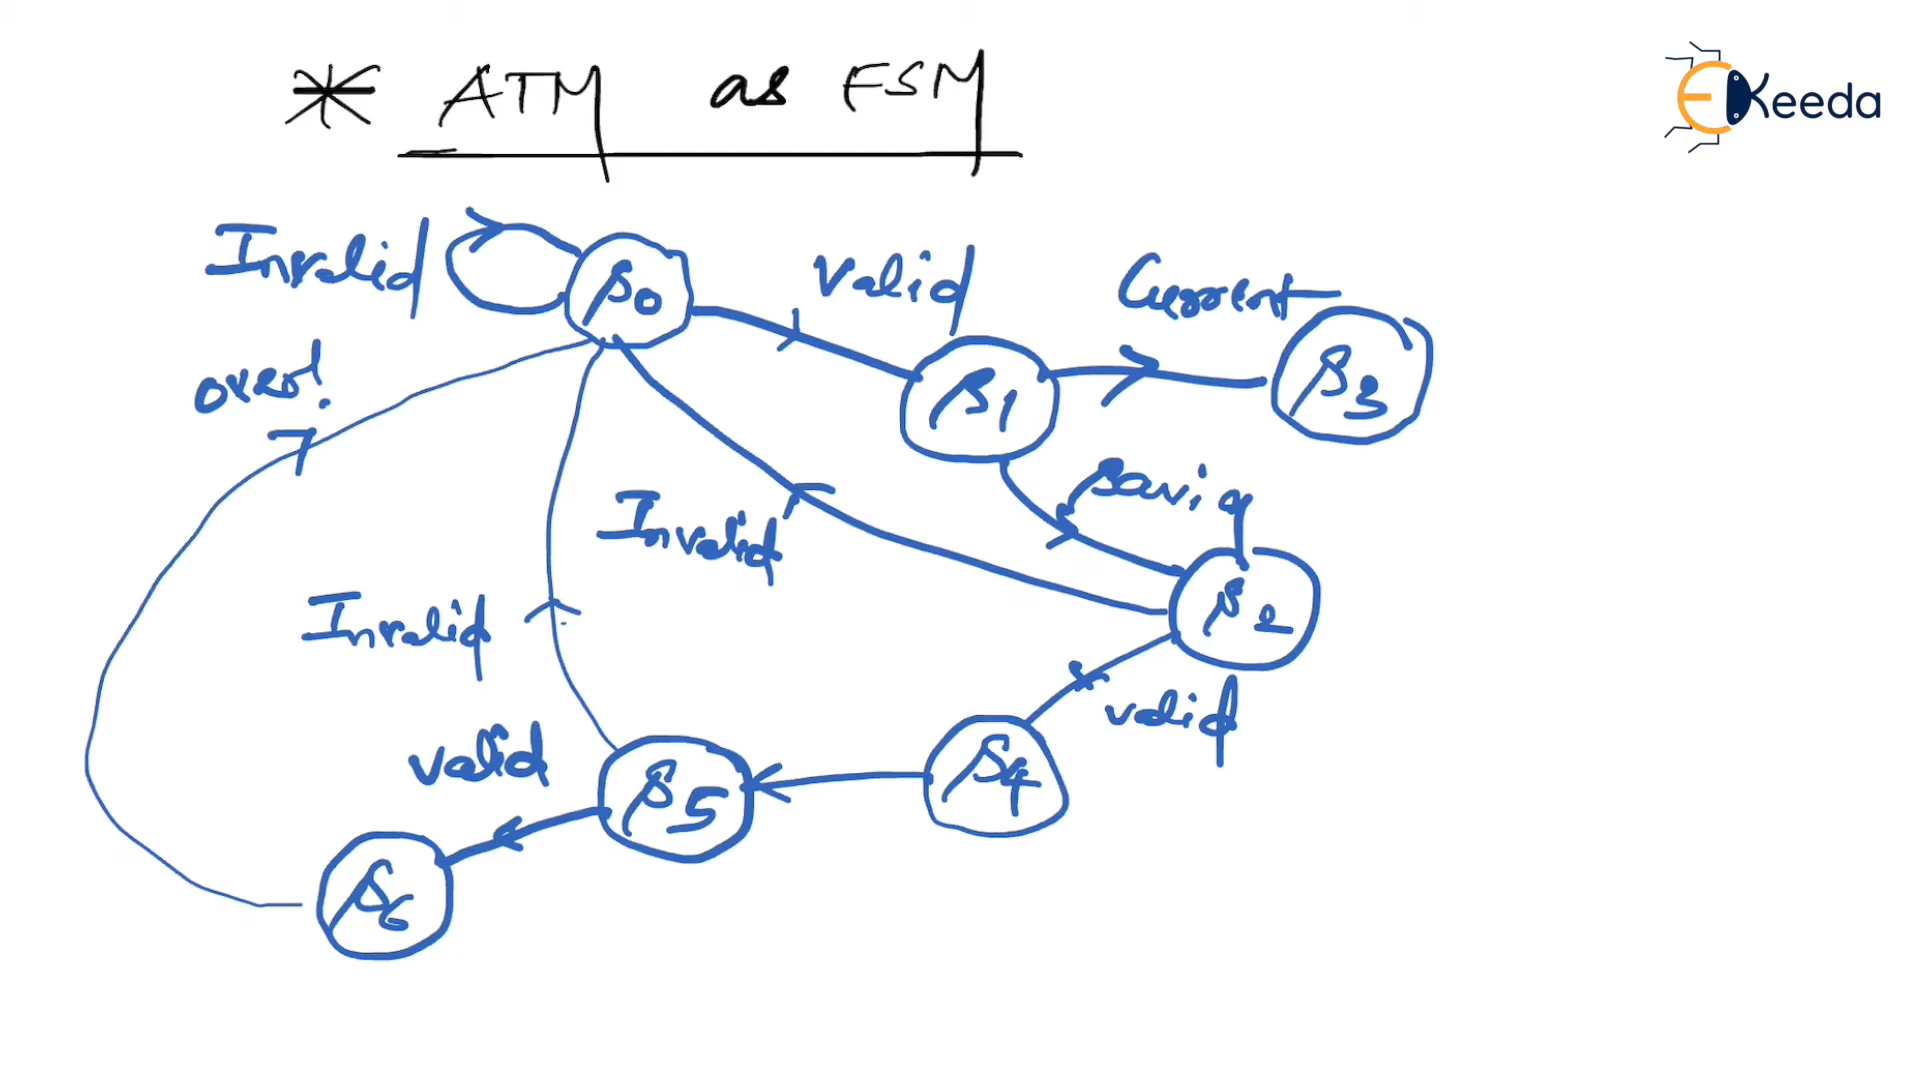 * ATM as FSM
EKeeda
Invalid
S0
Valid
Current
over!
S1
S3
Saving
Invalid
S2
Invalid
valid
valid
S4
S5
S6